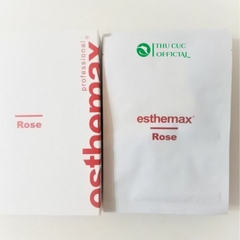 Rose
esthemax®
professional
THU CUC
OFFICIAL
esthemax®
Rose